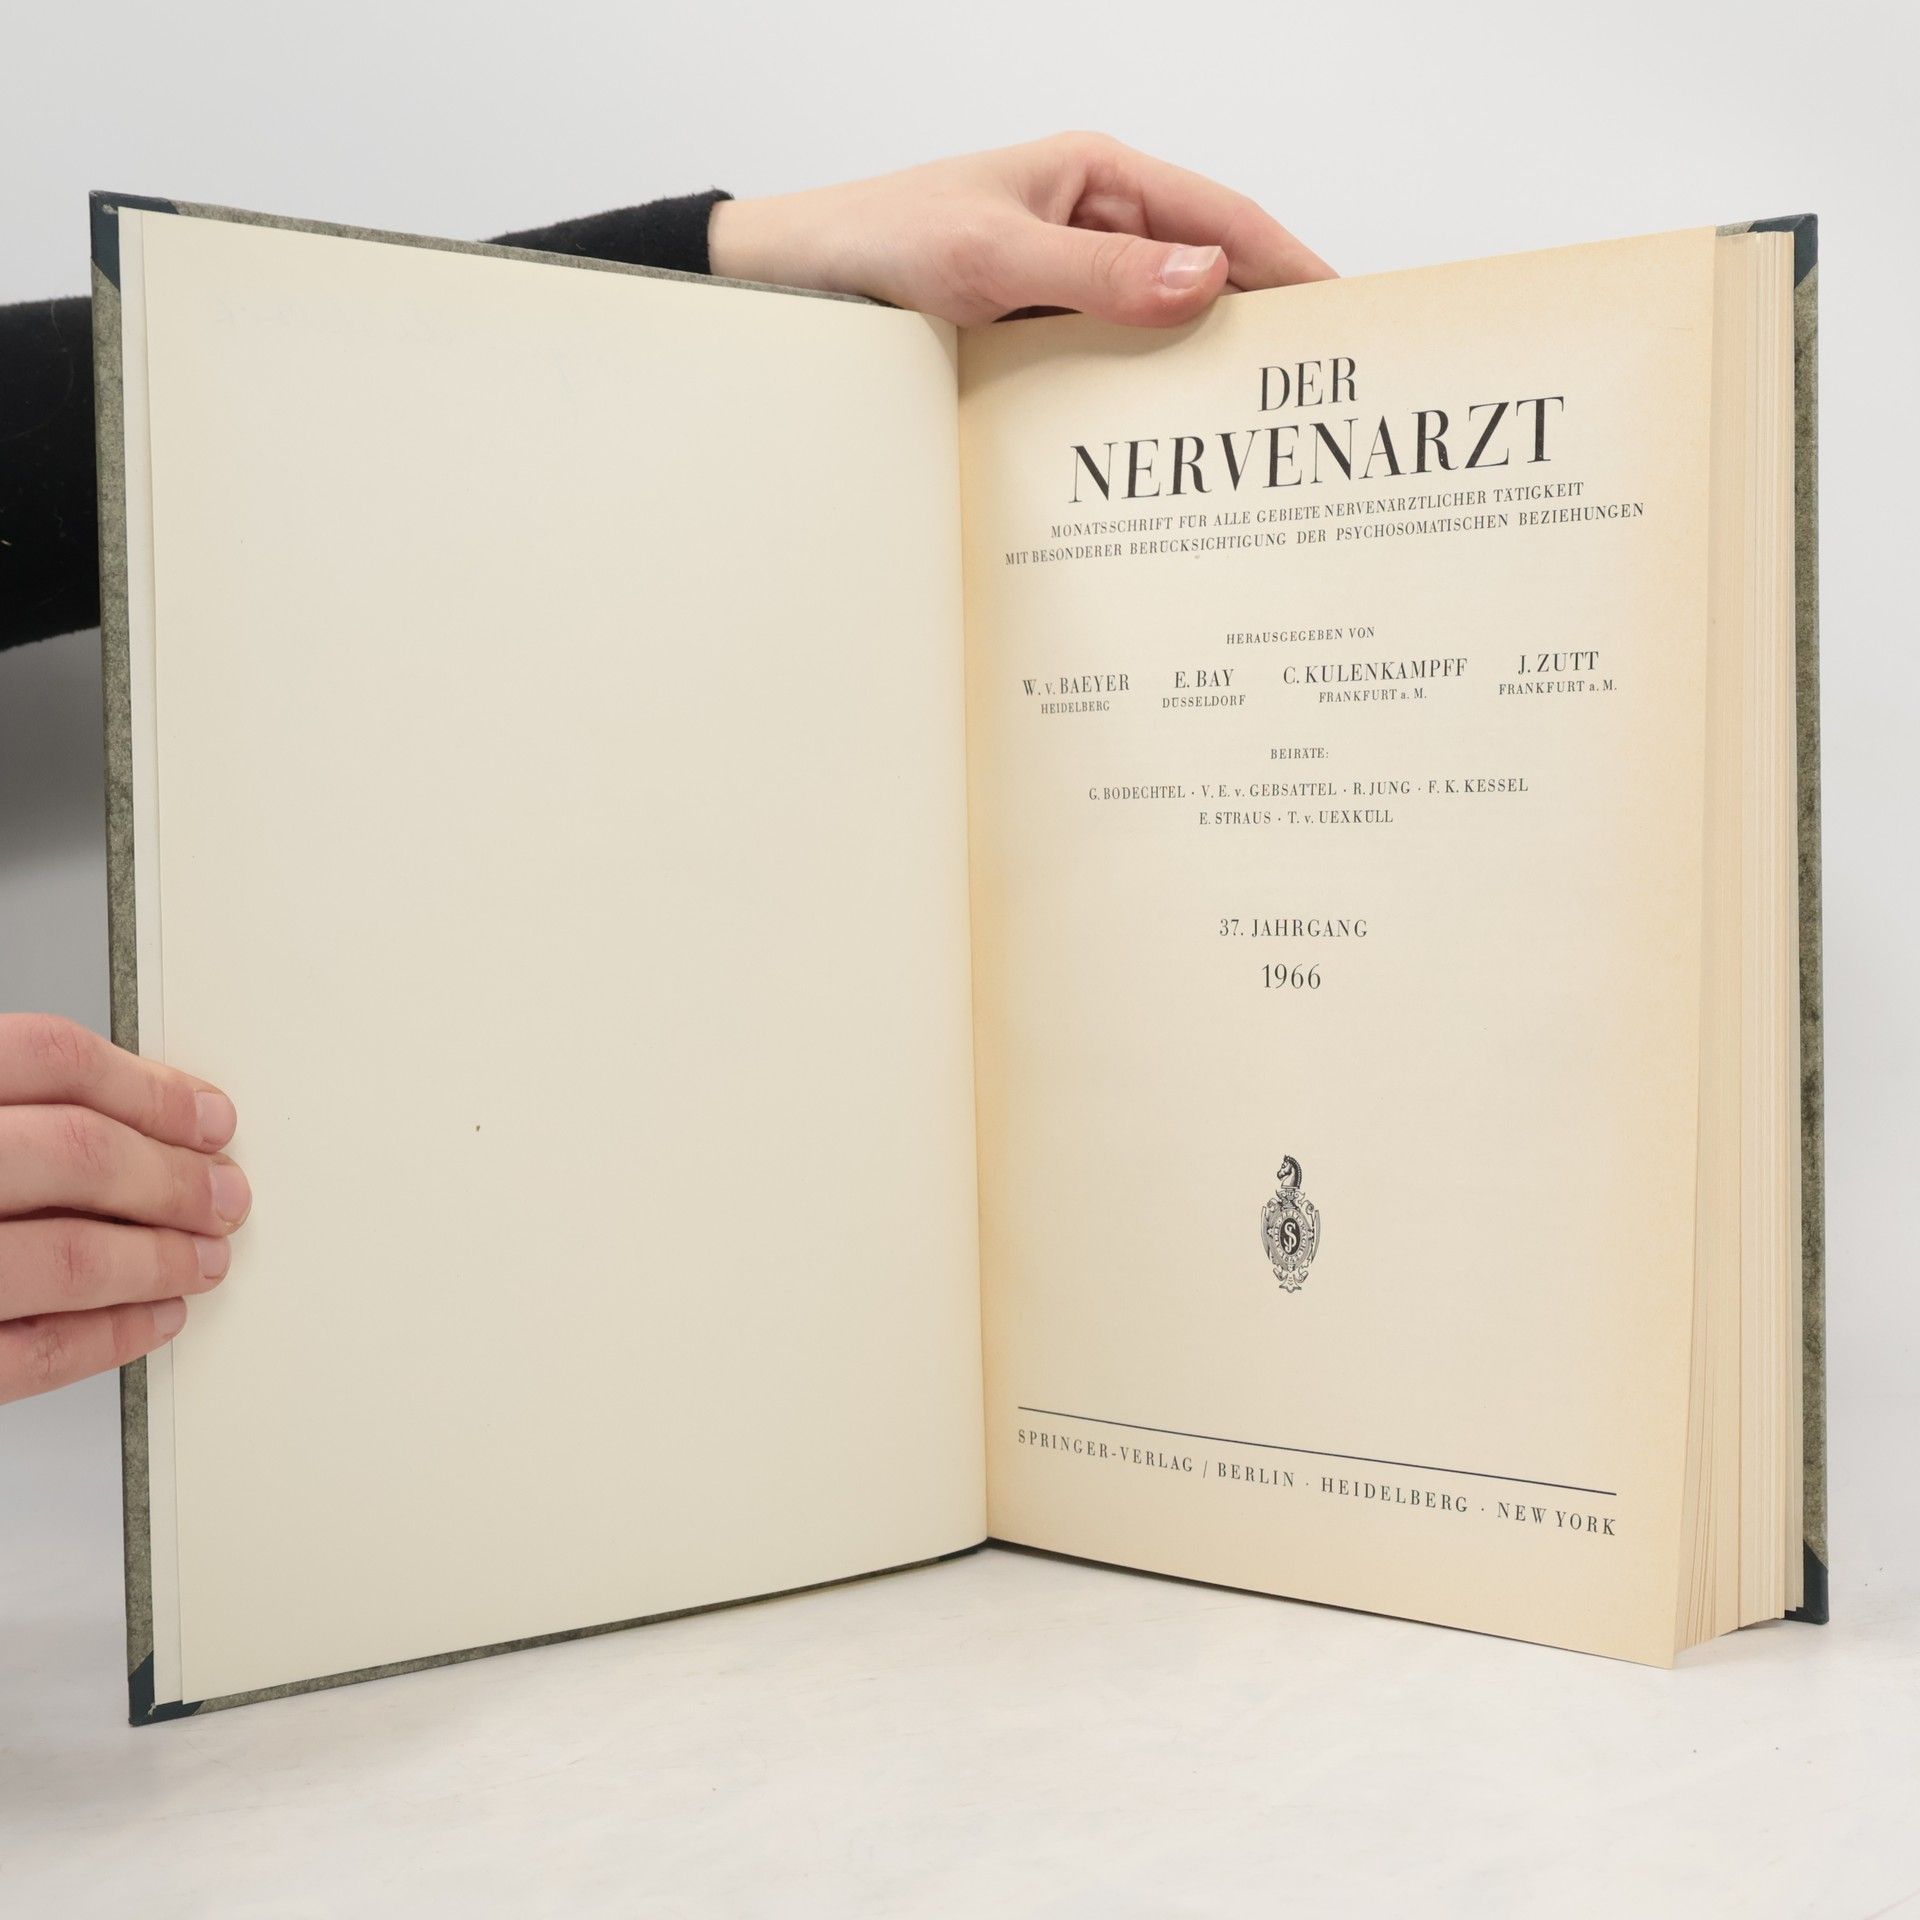 DER
NERVENARZT
MONATSSCHRIFT FÜR ALLE GEBIETE NERVENÄRZTLICHER TÄTIGKEIT
MIT BESONDERER BERÜCKSICHTIGUNG DER PSYCHOSOMATISCHEN BEZIEHUNGEN
HERAUSGEGEBEN VON
W. v. BAEYER E. BAY C. KULENKAMPFF J. ZUTT
HEIDELBERG DÜSSELDORF FRANKFURT a. M. FRANKFURT a. M.
BEIRÄTE:
G. BODECHTEL · V. E. v. GEBSATTEL · R. JUNG · F. K. KESSEL
E. STRAUS · T. v. UEXKÜLL
37. JAHRGANG
1966
SPRINGER-VERLAG / BERLIN · HEIDELBERG · NEW YORK